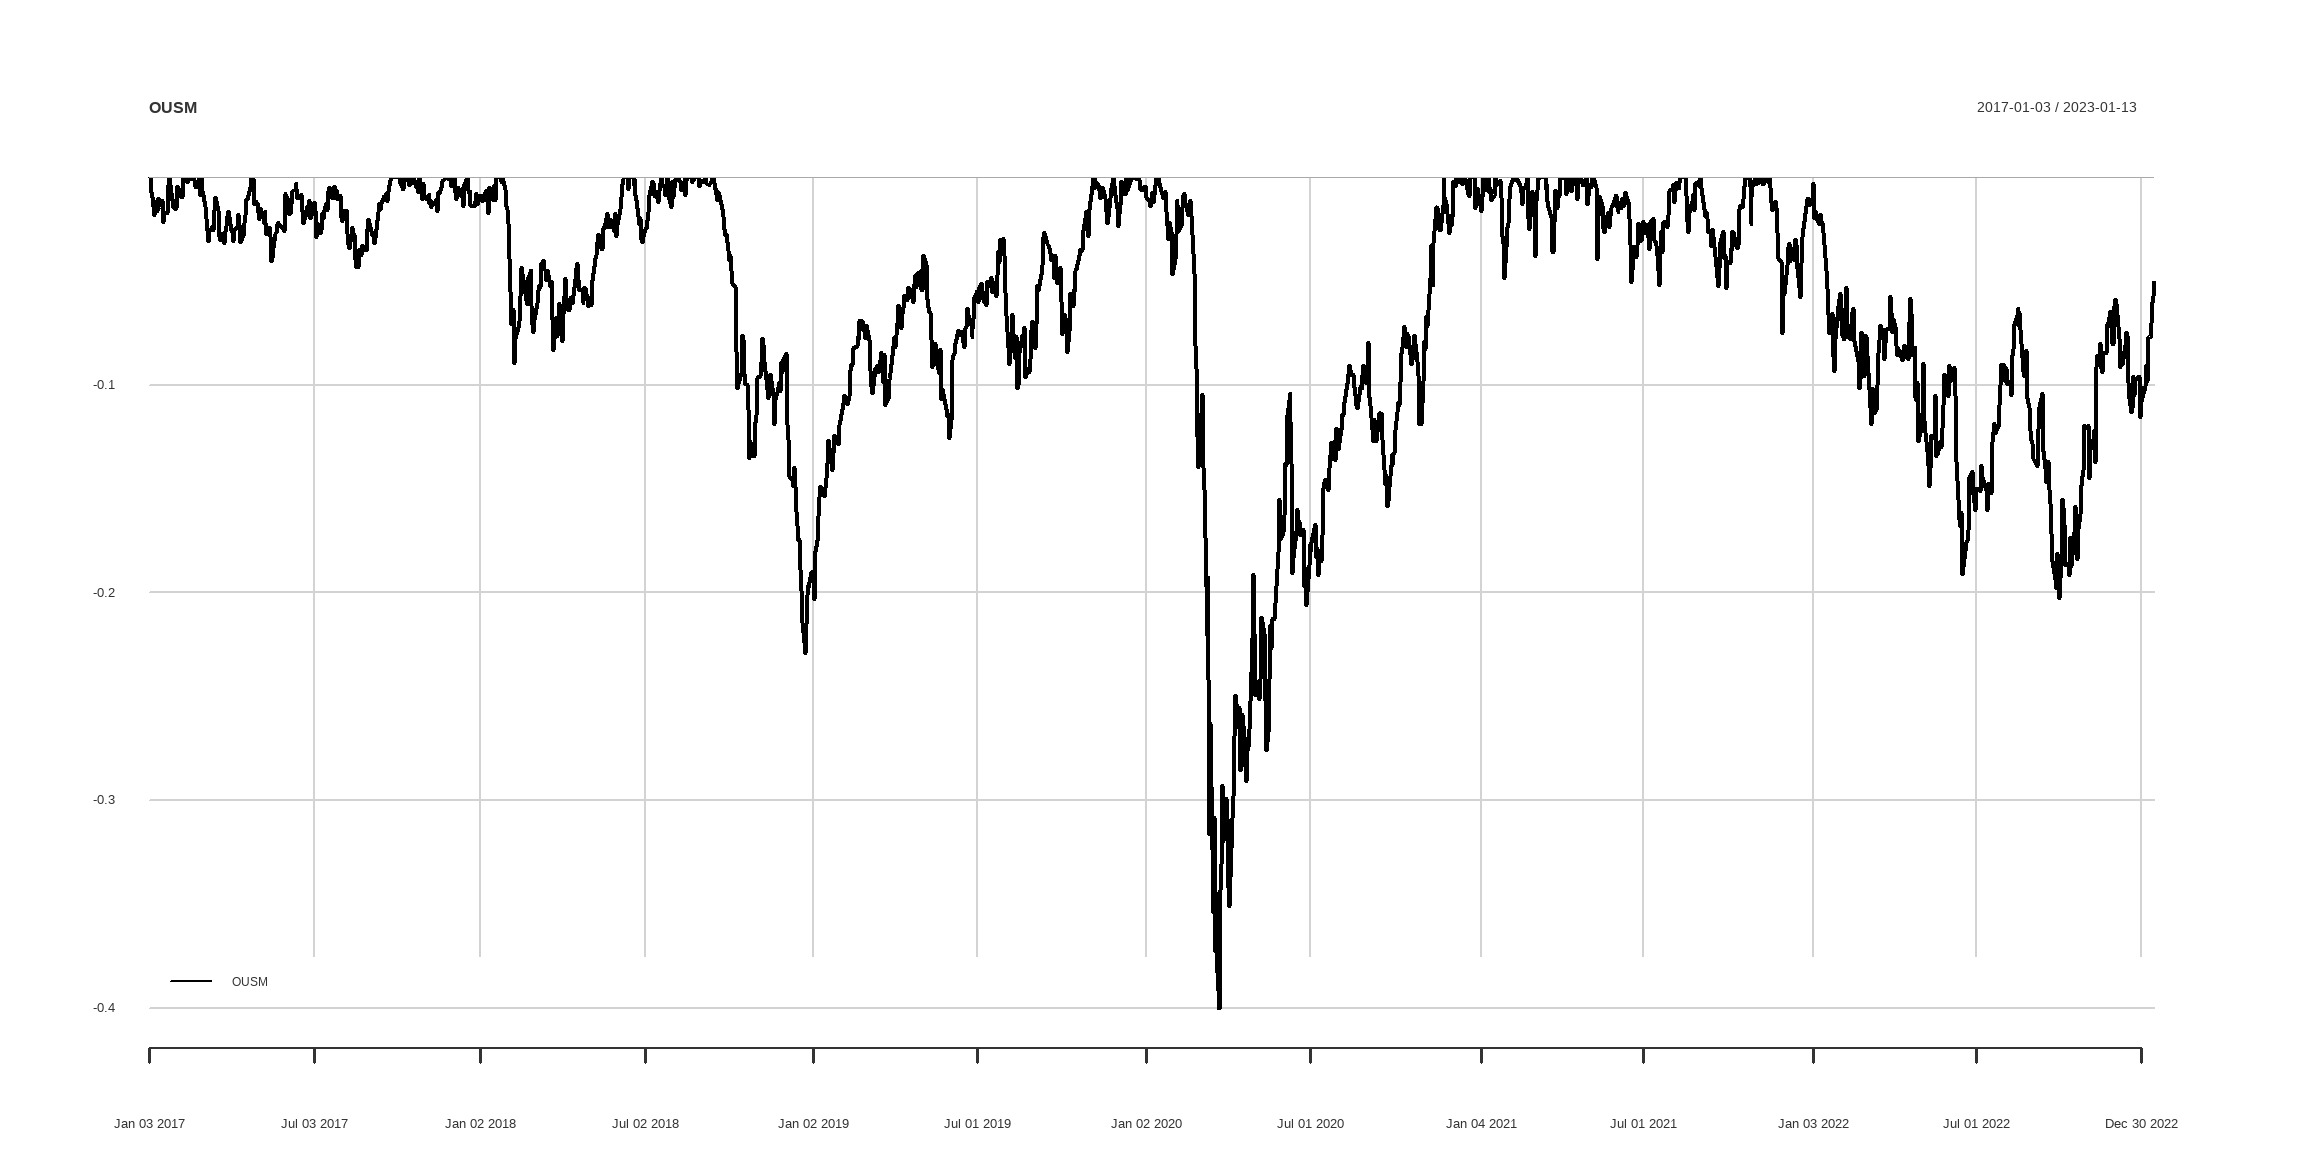 OUSM
2017-01-03 / 2023-01-13
-0.1
-0.2
-0.3
OUSM
-0.4
Jan 03 2017
Jul 03 2017
Jan 02 2018
Jul 02 2018
Jan 02 2019
Jul 01 2019
Jan 02 2020
Jul 01 2020
Jan 04 2021
Jul 01 2021
Jan 03 2022
Jul 01 2022
Dec 30 2022